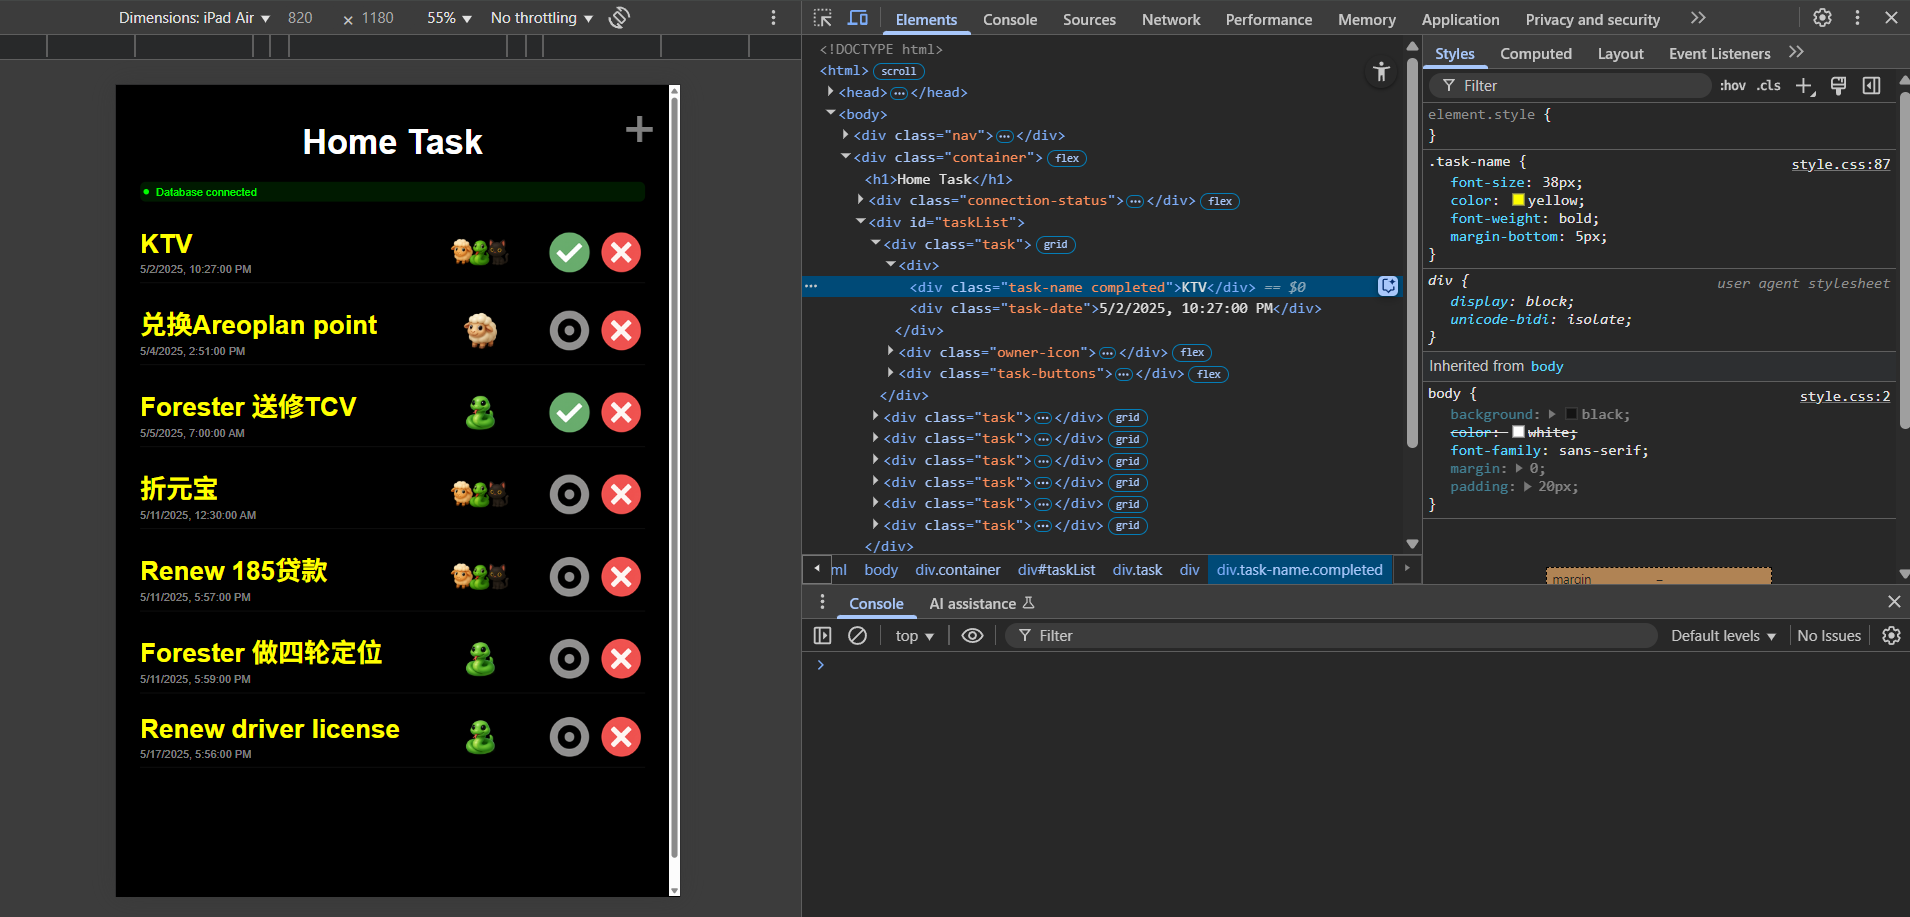 Dimensions: iPad Air ▼ 820 × 1180 55% ▼ No throttling ▼
Home Task
Database connected
KTV
5/2/2025, 10:27:00 PM
兑换Areoplan point
5/4/2025, 2:51:00 PM
Forester 送修TCV
5/5/2025, 7:00:00 AM
折元宝
5/11/2025, 12:30:00 AM
Renew 185贷款
5/11/2025, 5:57:00 PM
Forester 做四轮定位
5/11/2025, 5:59:00 PM
Renew driver license
5/17/2025, 5:56:00 PM
Elements Console Sources Network Performance Memory Application Privacy and security
<!DOCTYPE html>
<html> scroll
<head> ⋯ </head>
<body>
<div class="nav"> ⋯ </div>
<div class="container"> flex
<h1>Home Task</h1>
<div class="connection-status"> ⋯ </div> flex
<div id="taskList">
<div class="task"> grid
<div>
<div class="task-name completed">KTV</div> == $0
<div class="task-date">5/2/2025, 10:27:00 PM</div>
</div>
<div class="owner-icon"> ⋯ </div> flex
<div class="task-buttons"> ⋯ </div> flex
</div>
<div class="task"> ⋯ </div> grid
<div class="task"> ⋯ </div> grid
<div class="task"> ⋯ </div> grid
<div class="task"> ⋯ </div> grid
<div class="task"> ⋯ </div> grid
<div class="task"> ⋯ </div> grid
</div>
ml body div.container div#taskList div.task div div.task-name.completed
Styles Computed Layout Event Listeners
Filter :hov .cls
element.style {
}
.task-name { style.css:87
font-size: 38px;
color: yellow;
font-weight: bold;
margin-bottom: 5px;
}
div { user agent stylesheet
display: block;
unicode-bidi: isolate;
}
Inherited from body
body { style.css:2
background: black;
color: white;
font-family: sans-serif;
margin: 0;
padding: 20px;
}
margin –
Console AI assistance
top ▼ Filter Default levels ▼ No Issues